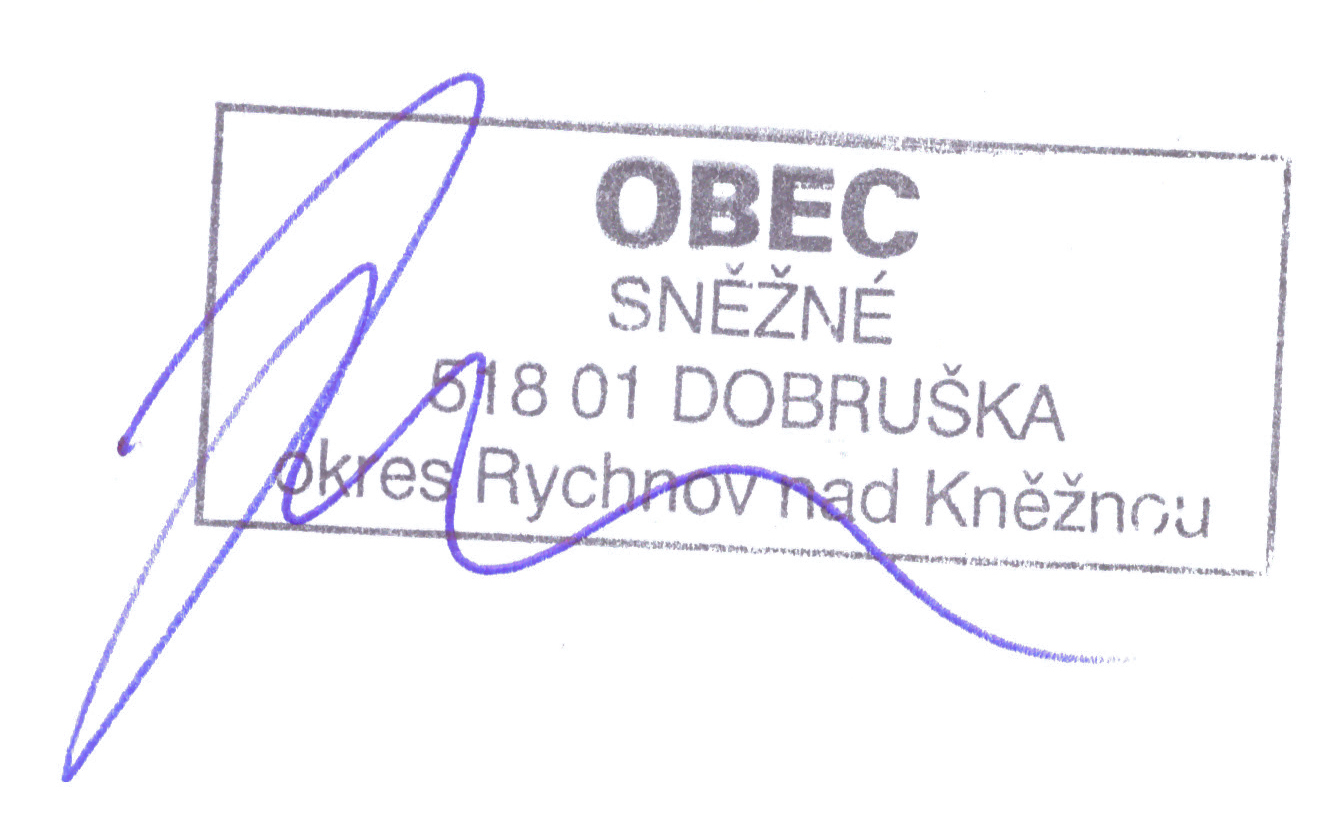 OBEC
SNĚŽNÉ
518 01 DOBRUŠKA
okres Rychnov nad Kněžnou